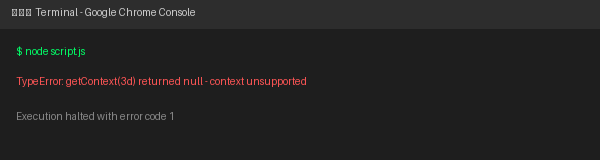 Terminal - Google Chrome Console
$ node script.js
TypeError: getContext(3d) returned null - context unsupported
Execution halted with error code 1